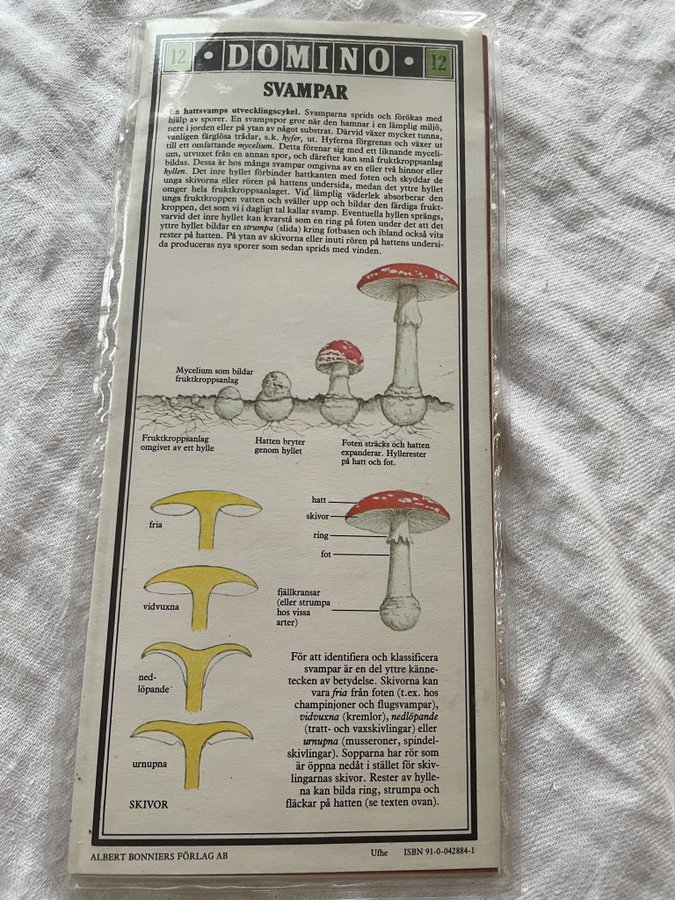 12 • DOMINO • 12
SVAMPAR
En hattsvamps utvecklingscykel. Svamparna sprids och förökas med
hjälp av sporer. En svampspor gror när den hamnar i en lämplig miljö,
nere i jorden eller på ytan av något substrat. Därvid växer mycket tunna,
vanligen färglösa trådar, s.k. hyfer, ut. Hyferna förgrenas och växer ut
till ett omfattande mycelium. Detta förenar sig med ett liknande myceli-
um, utvuxet från en annan spor, och därefter kan små fruktkroppsanlag
bildas. Dessa är hos många svampar omgivna av en eller två hinnor eller
hyllen. Det inre hyllet förbinder hattkanten med foten och skyddar de
unga skivorna eller rören på hattens undersida, medan det yttre hyllet
omger hela fruktkroppsanlaget. Vid lämplig väderlek absorberar den
unga fruktkroppen vatten och sväller upp och bildar den färdiga frukt-
kroppen, det som vi i dagligt tal kallar svamp. Eventuella hyllen sprängs,
varvid det inre hyllet kan kvarstå som en ring på foten under det att det
yttre hyllet bildar en strumpa (slida) kring fotbasen och ibland också vita
rester på hatten. På ytan av skivorna eller inuti rören på hattens undersi-
da produceras nya sporer som sedan sprids med vinden.
Mycelium som bildar
fruktkroppsanlag
Fruktkroppsanlag
omgivet av ett hylle
Hatten bryter
genom hyllet
Foten sträcks och hatten
expanderar. Hyllerester
på hatt och fot.
fria
vidvuxna
ned-
löpande
urnupna
SKIVOR
hatt
skivor
ring
fot
fjällkransar
(eller strumpa
hos vissa
arter)
För att identifiera och klassificera
svampar är en del yttre känne-
tecken av betydelse. Skivorna kan
vara fria från foten (t.ex. hos
champinjoner och flugsvampar),
vidvuxna (kremlor), nedlöpande
(tratt- och vaxskivlingar) eller
urnupna (musseroner, spindel-
skivlingar). Sopparna har rör som
är öppna nedåt i stället för skiv-
lingarnas skivor. Rester av hylle-
na kan bilda ring, strumpa och
fläckar på hatten (se texten ovan).
ALBERT BONNIERS FÖRLAG AB Ufhe ISBN 91-0-042884-1